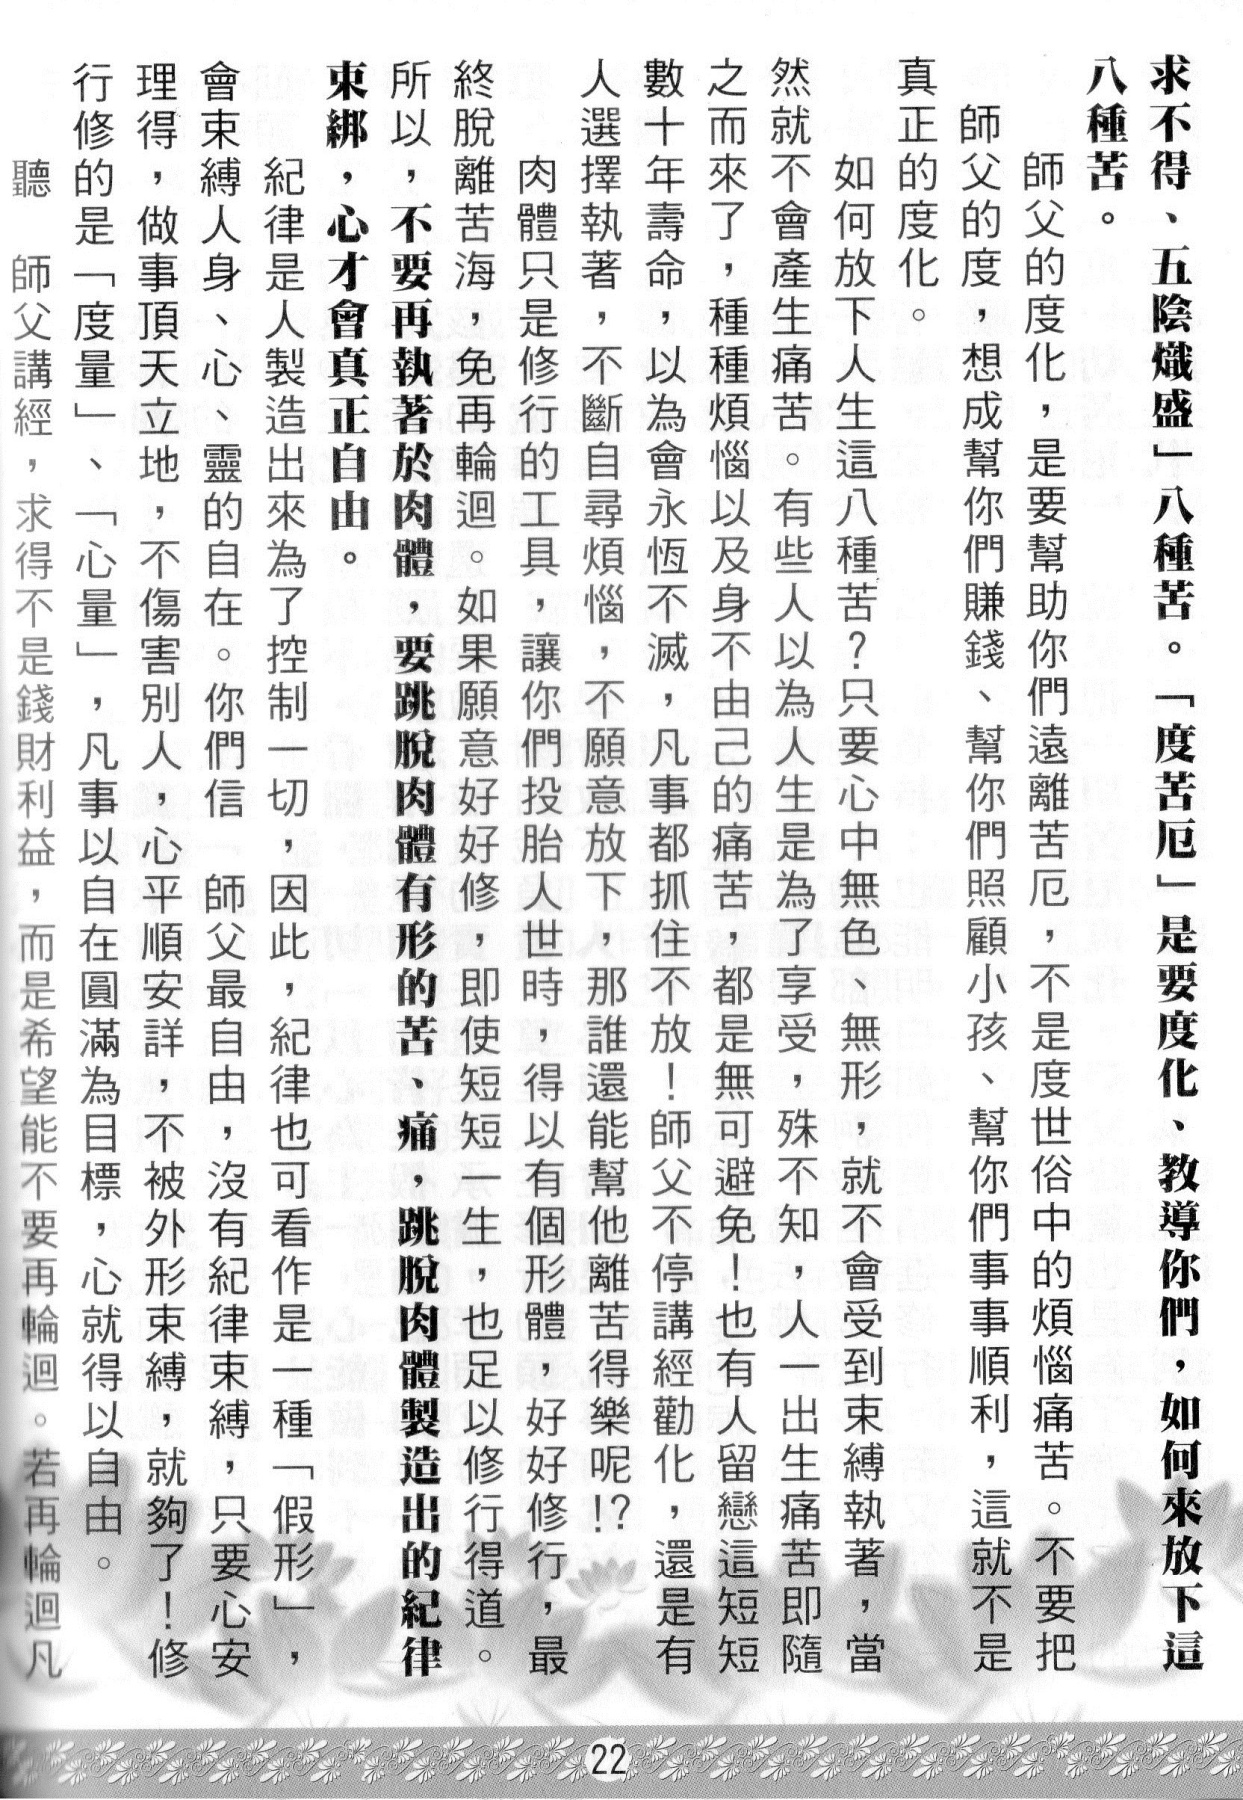 求不得、五陰熾盛」八種苦。「度苦厄」是要度化、教導你們，如何來放下這
八種苦。
師父的度化，是要幫助你們遠離苦厄，不是度世俗中的煩惱痛苦。不要把
師父的度，想成幫你們賺錢、幫你們照顧小孩、幫你們事事順利，這就不是
真正的度化。
如何放下人生這八種苦？只要心中無色、無形，就不會受到束縛執著，當
然就不會產生痛苦。有些人以為人生是為了享受，殊不知，人一出生痛苦即隨
之而來了，種種煩惱以及身不由己的痛苦，都是無可避免！也有人留戀這短短
數十年壽命，以為會永恆不滅，凡事都抓住不放！師父不停講經勸化，還是有
人選擇執著，不斷自尋煩惱，不願意放下，那誰還能幫他離苦得樂呢!?
肉體只是修行的工具，讓你們投胎人世時，得以有個形體，好好修行，最
終脫離苦海，免再輪迴。如果願意好好修，即使短短一生，也足以修行得道。
所以，不要再執著於肉體，要跳脫肉體有形的苦、痛，跳脫肉體製造出的紀律
束綁，心才會真正自由。
紀律是人製造出來為了控制一切，因此，紀律也可看作是一種「假形」，
會束縛人身、心、靈的自在。你們信　師父最自由，沒有紀律束縛，只要心安
理得，做事頂天立地，不傷害別人，心平順安詳，不被外形束縛，就夠了！修
行修的是「度量」、「心量」，凡事以自在圓滿為目標，心就得以自由。
聽　師父講經，求得不是錢財利益，而是希望能不要再輪迴。若再輪迴凡
22